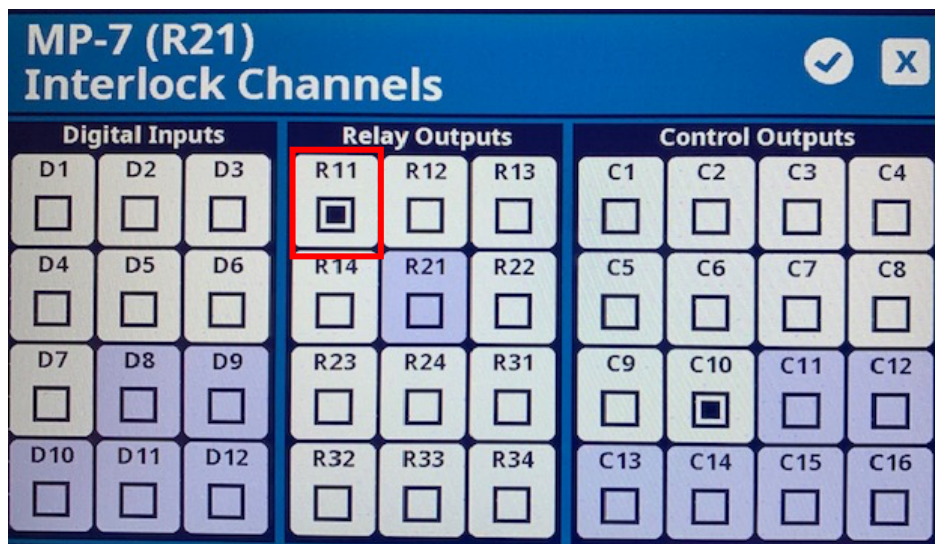 MP-7 (R21)
Interlock Channels
X
Digital Inputs
Relay Outputs
Control Outputs
D1 D2 D3
R11 R12 R13
C1 C2 C3 C4
D4 D5 D6
R14 R21 R22
C5 C6 C7 C8
D7 D8 D9
R23 R24 R31
C9 C10 C11 C12
D10 D11 D12
R32 R33 R34
C13 C14 C15 C16